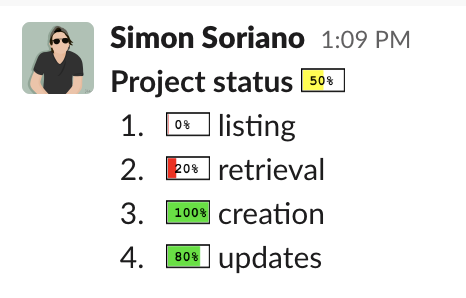 Simon Soriano 1:09 PM
Project status 50%
1. 0% listing
2. 20% retrieval
3. 100% creation
4. 80% updates